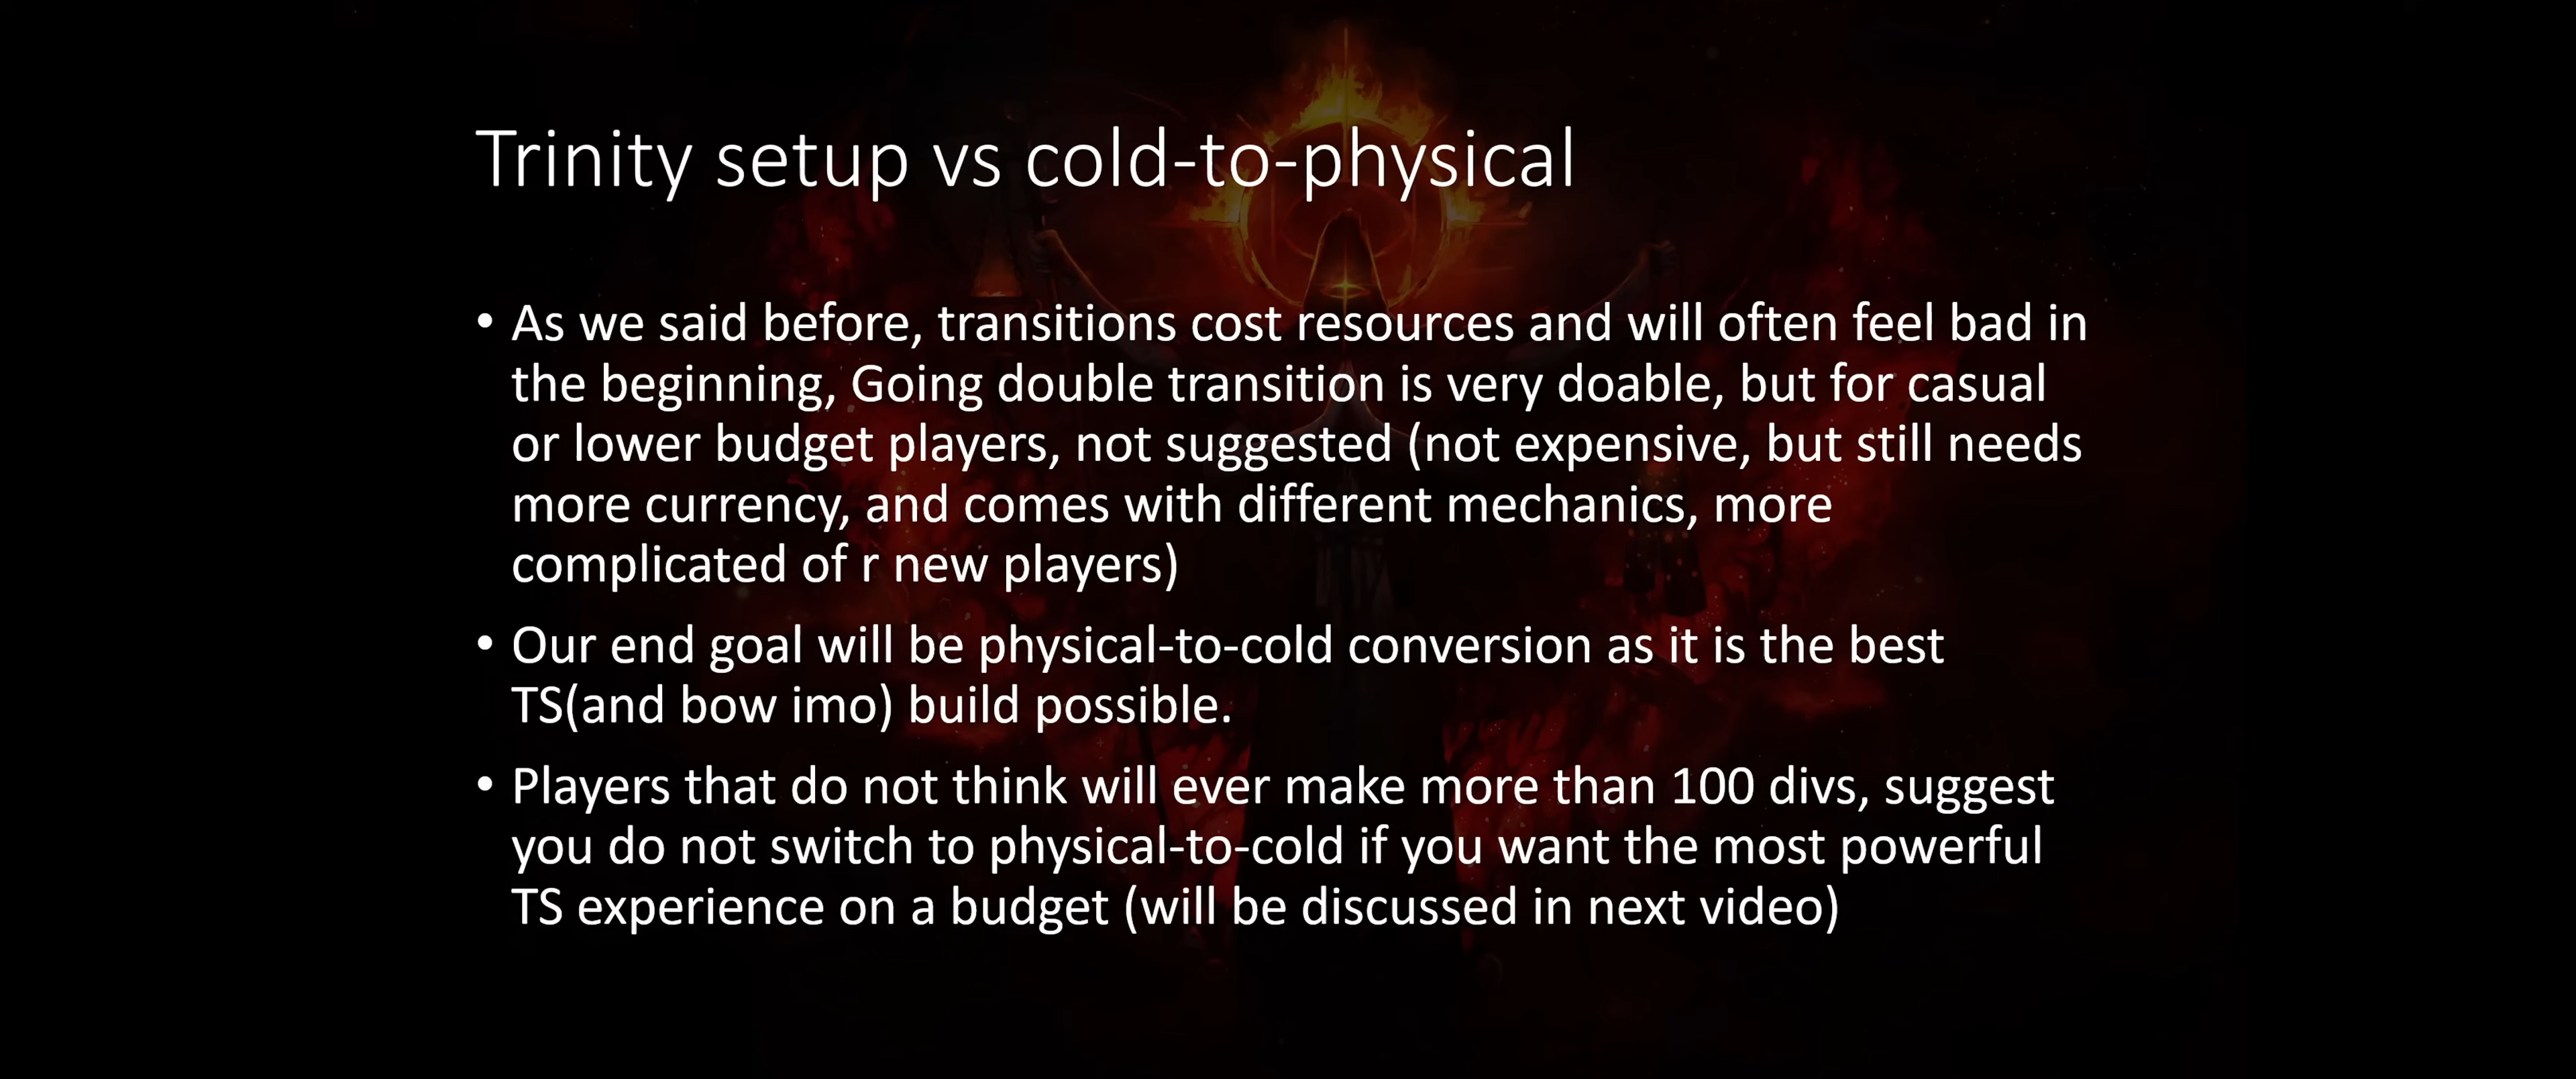 Trinity setup vs cold-to-physical
• As we said before, transitions cost resources and will often feel bad in
the beginning, Going double transition is very doable, but for casual
or lower budget players, not suggested (not expensive, but still needs
more currency, and comes with different mechanics, more
complicated of r new players)
• Our end goal will be physical-to-cold conversion as it is the best
TS(and bow imo) build possible.
• Players that do not think will ever make more than 100 divs, suggest
you do not switch to physical-to-cold if you want the most powerful
TS experience on a budget (will be discussed in next video)